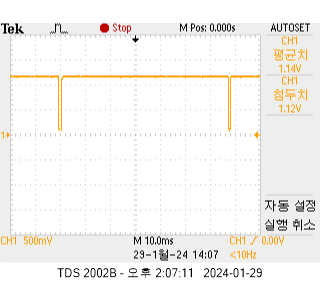 Tek Stop M Pos: 0.000s AUTOSET
CH1
평균치
1.14V
CH1
첨두치
1.12V
1
자동 설정
실행 취소
CH1 500mV M 10.0ms CH1 0.00V
29-1월-24 14:07 <10Hz
TDS 2002B - 오후 2:07:11 2024-01-29